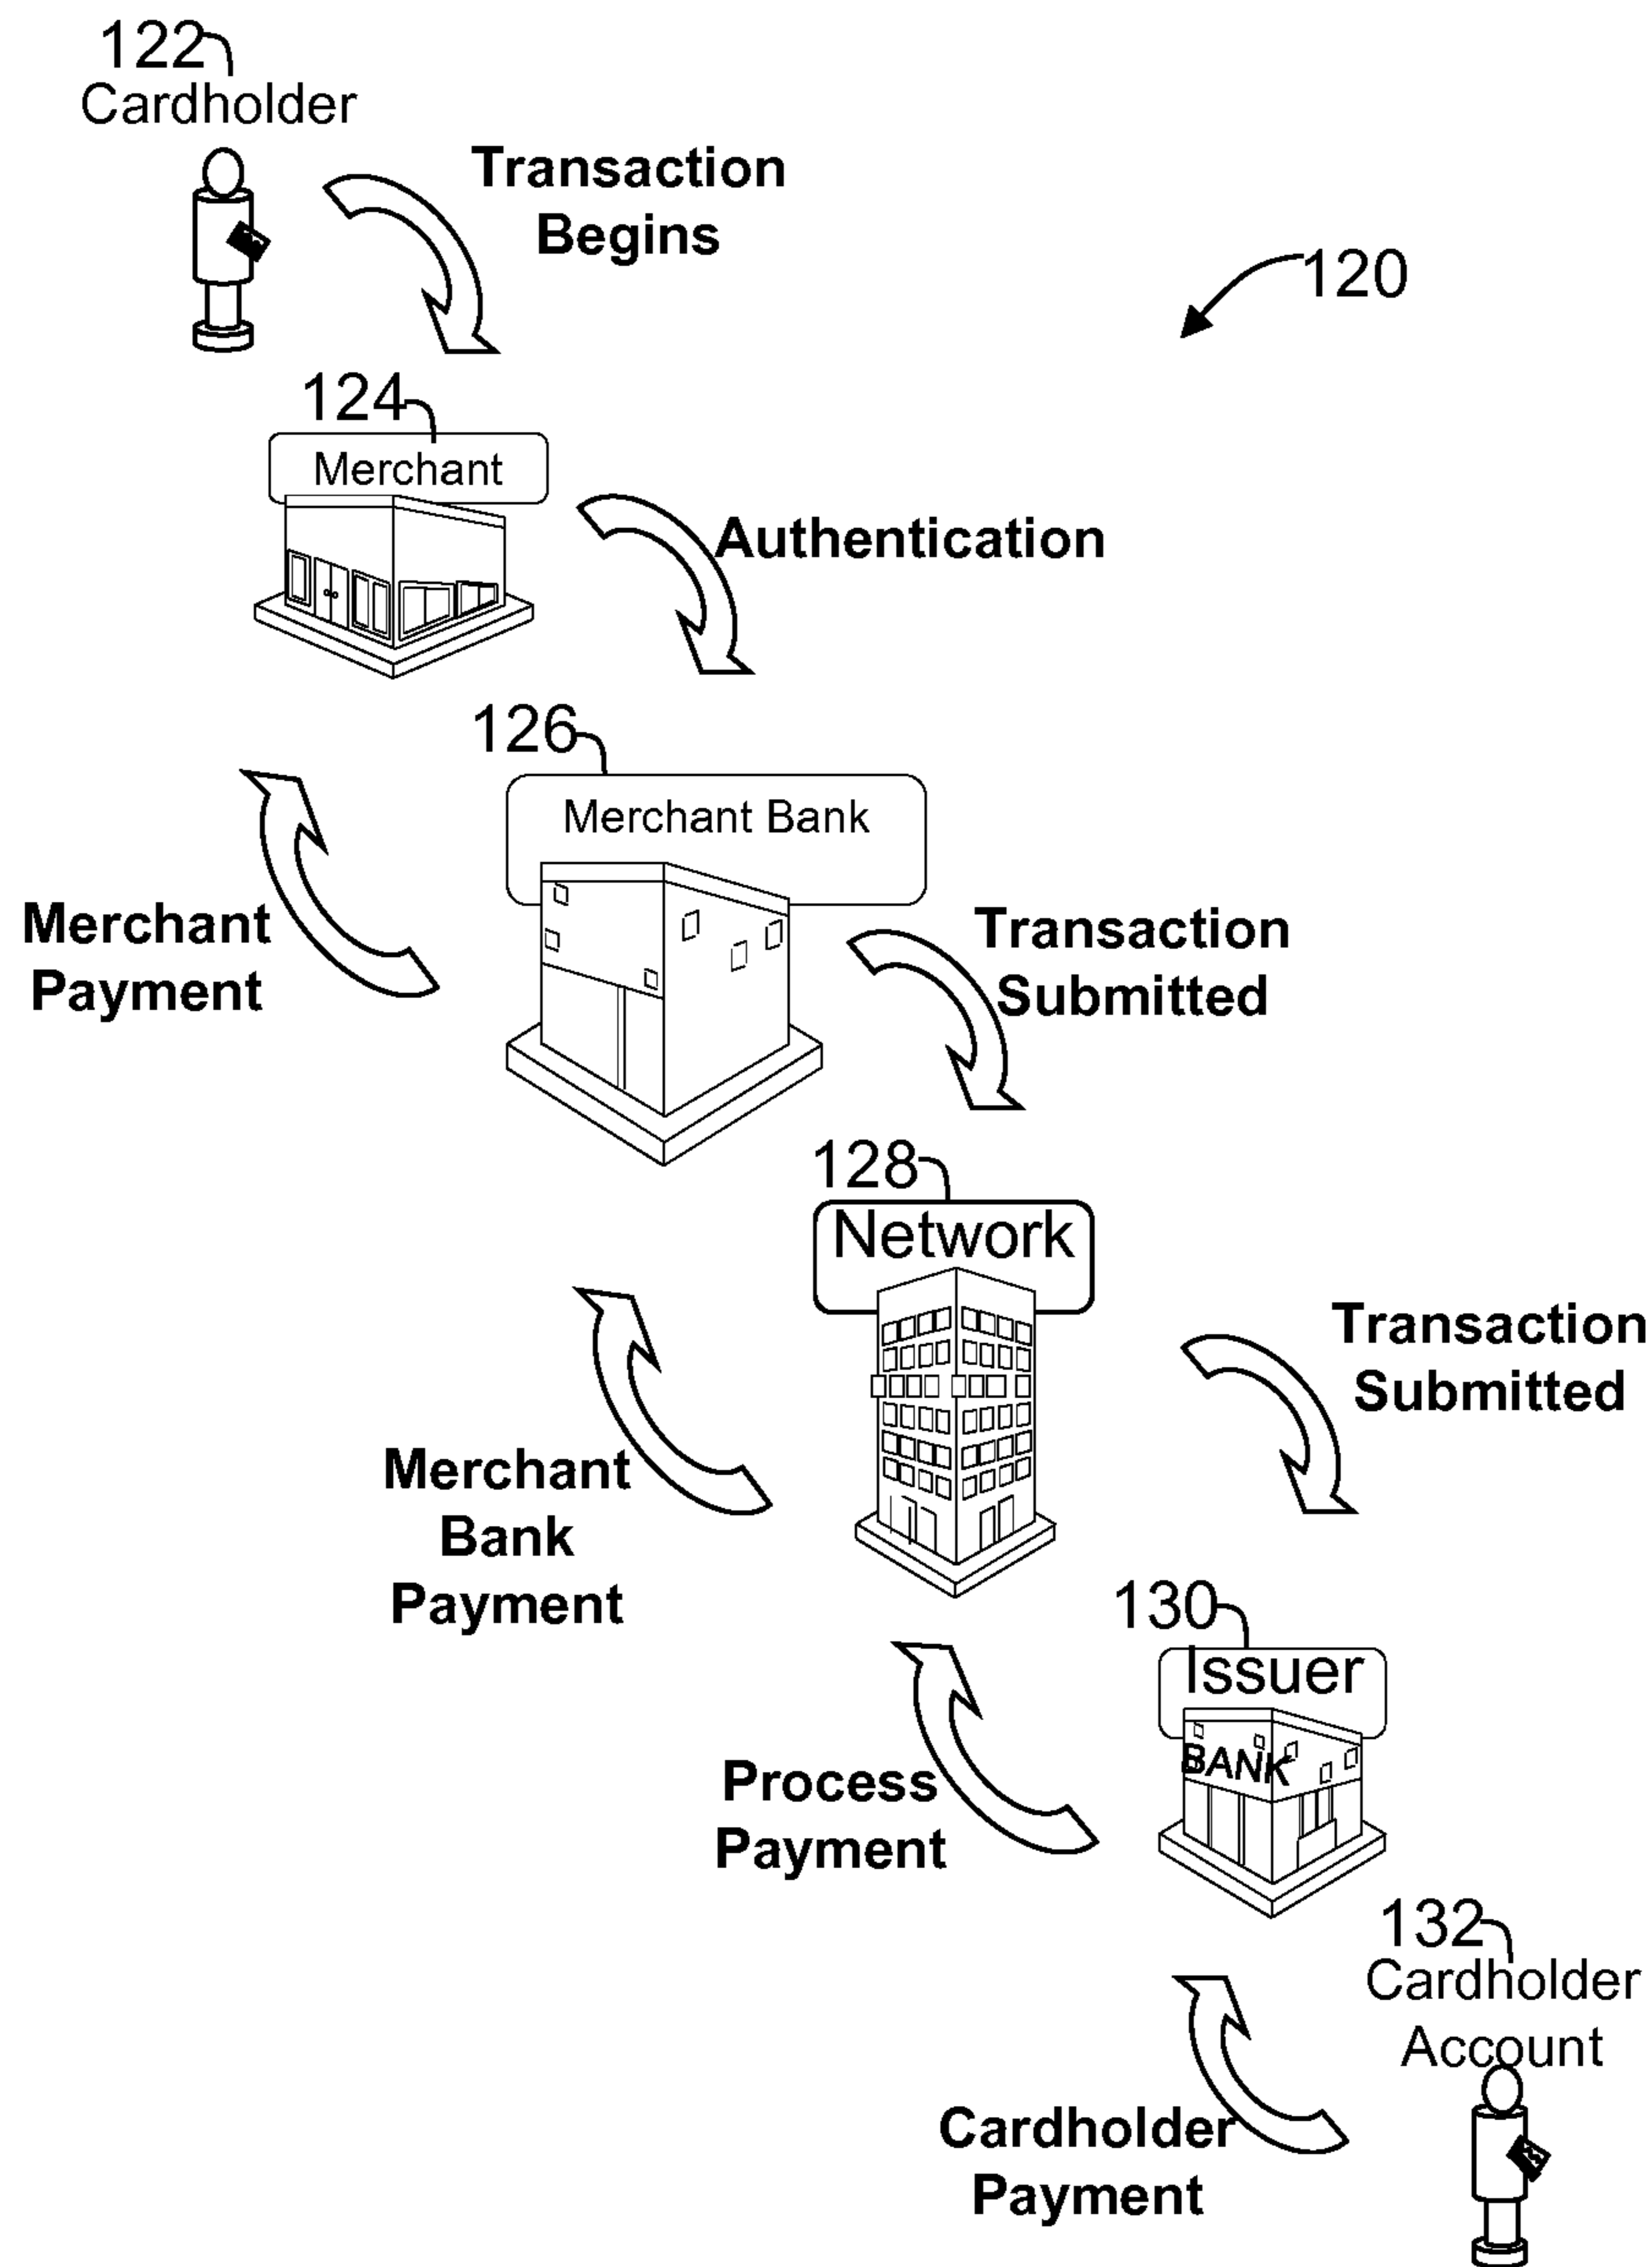 122
Cardholder
Transaction
Begins
120
124
Merchant
Authentication
126
Merchant Bank
Merchant
Payment
Transaction
Submitted
128
Network
Transaction
Submitted
Merchant
Bank
Payment
130
Issuer
BANK
Process
Payment
132
Cardholder
Account
Cardholder
Payment